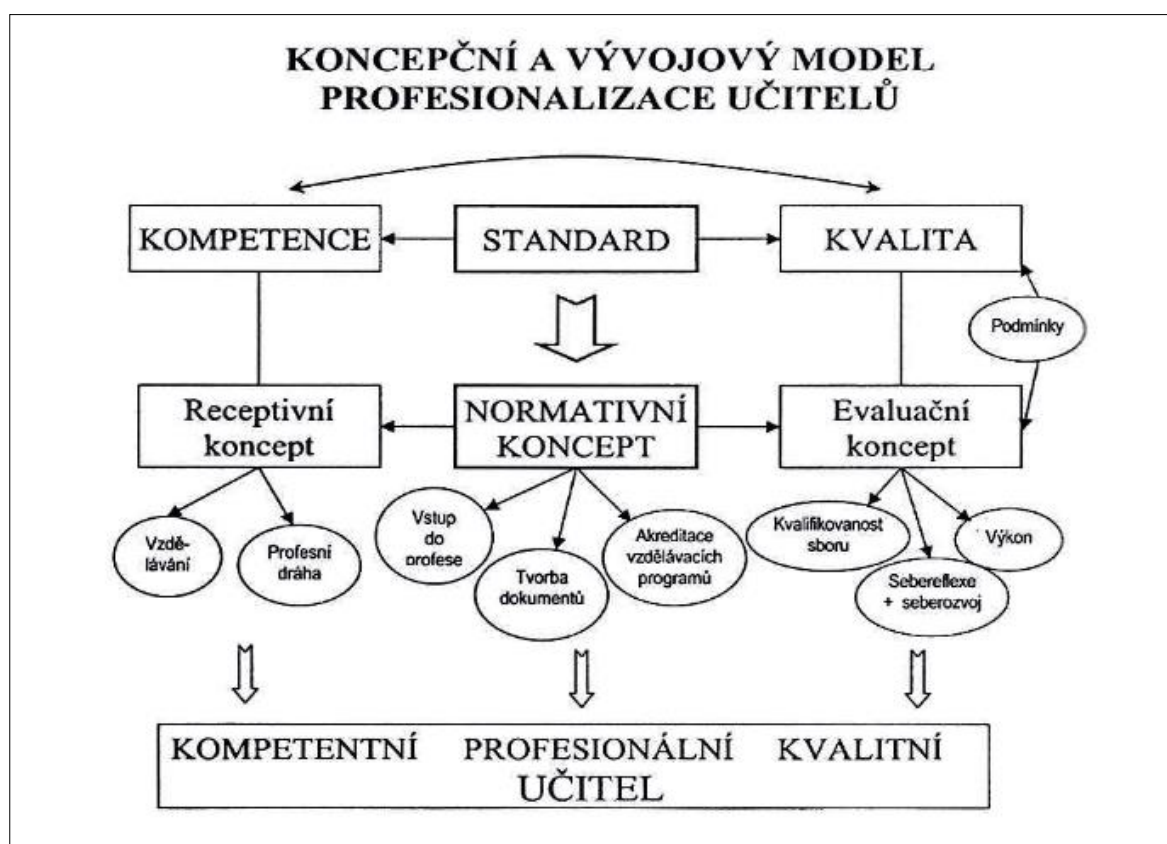 KONCEPČNÍ A VÝVOJOVÝ MODEL
PROFESIONALIZACE UČITELŮ
KOMPETENCE
STANDARD
KVALITA
Podmínky
Receptivní
koncept
NORMATIVNÍ
KONCEPT
Evaluační
koncept
Vzdě-
lávání
Profesní
dráha
Vstup
do
profese
Tvorba
dokumentů
Akreditace
vzdělávacích
programů
Kvalifikovanost
sboru
Sebereflexe
+ seberozvoj
Výkon
KOMPETENTNÍ PROFESIONÁLNÍ KVALITNÍ
UČITEL